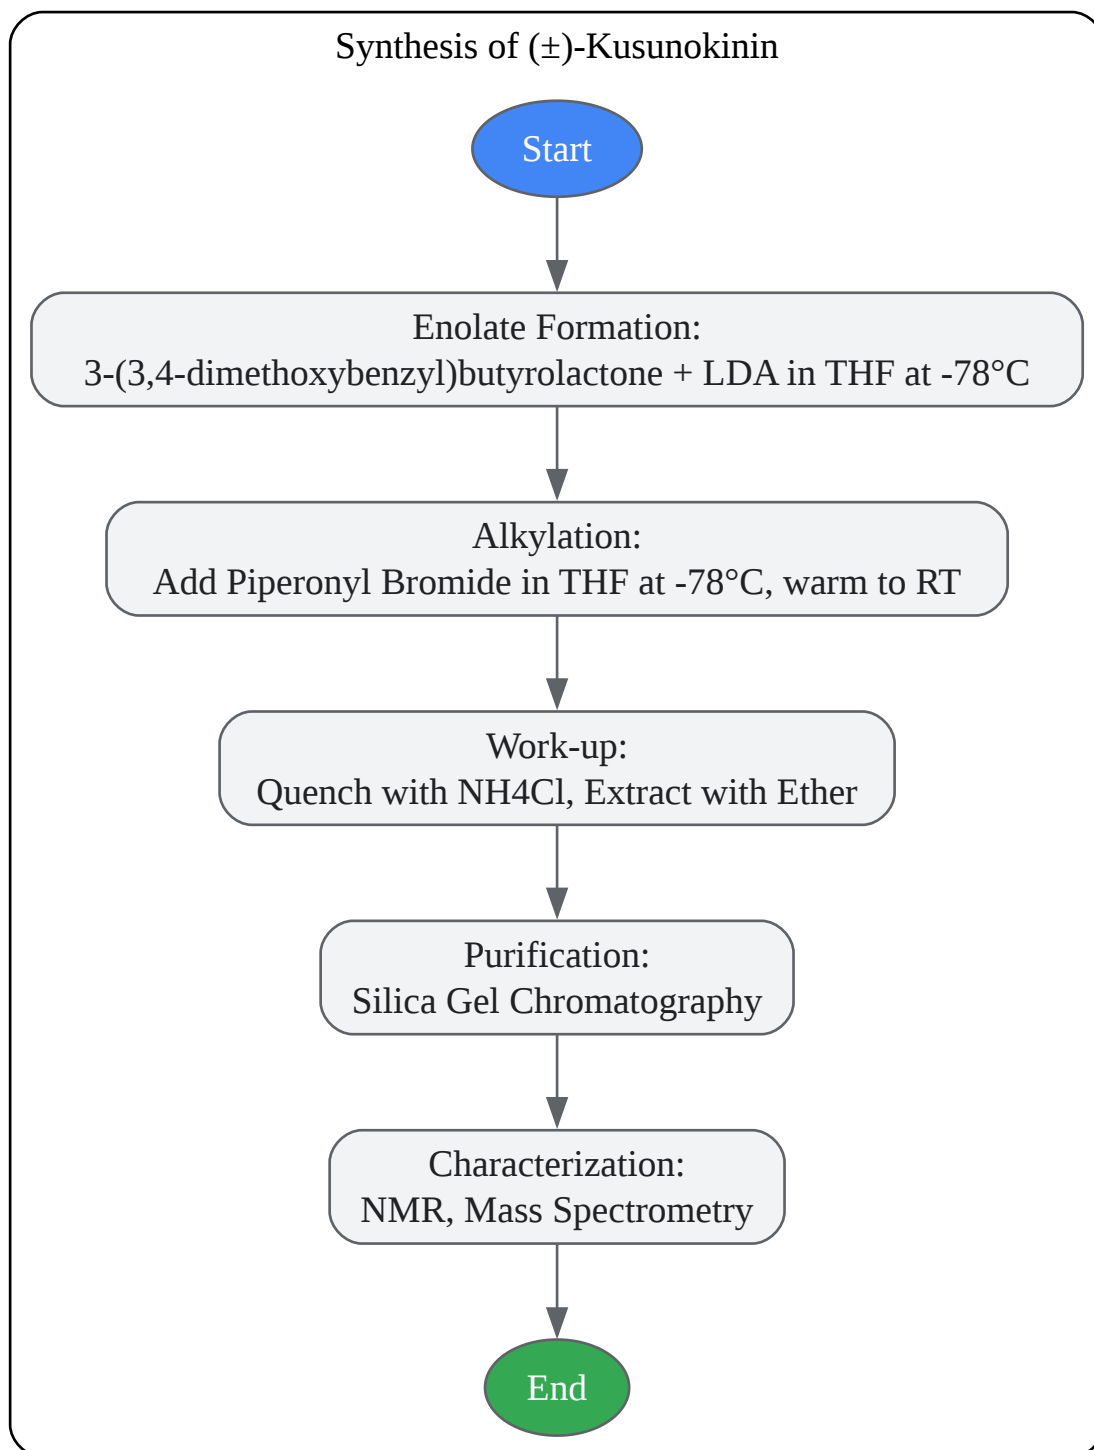 Synthesis of (±)-Kusunokinin
Start
Enolate Formation:
3-(3,4-dimethoxybenzyl)butyrolactone + LDA in THF at -78°C
Alkylation:
Add Piperonyl Bromide in THF at -78°C, warm to RT
Work-up:
Quench with NH4Cl, Extract with Ether
Purification:
Silica Gel Chromatography
Characterization:
NMR, Mass Spectrometry
End